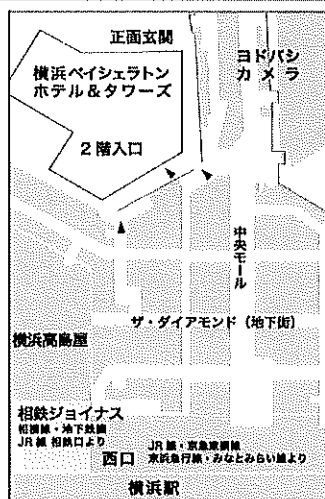 正面玄関
ヨドバシ
カメラ
横浜ベイシェラトン
ホテル&タワーズ
2階入口
中央モール
ザ・ダイアモンド（地下街）
横浜高島屋
相鉄ジョイナス
相模線・地下鉄線
JR線 相鉄口より
西口
JR線・京急東横線
京浜急行線・みなとみらい線より
横浜駅